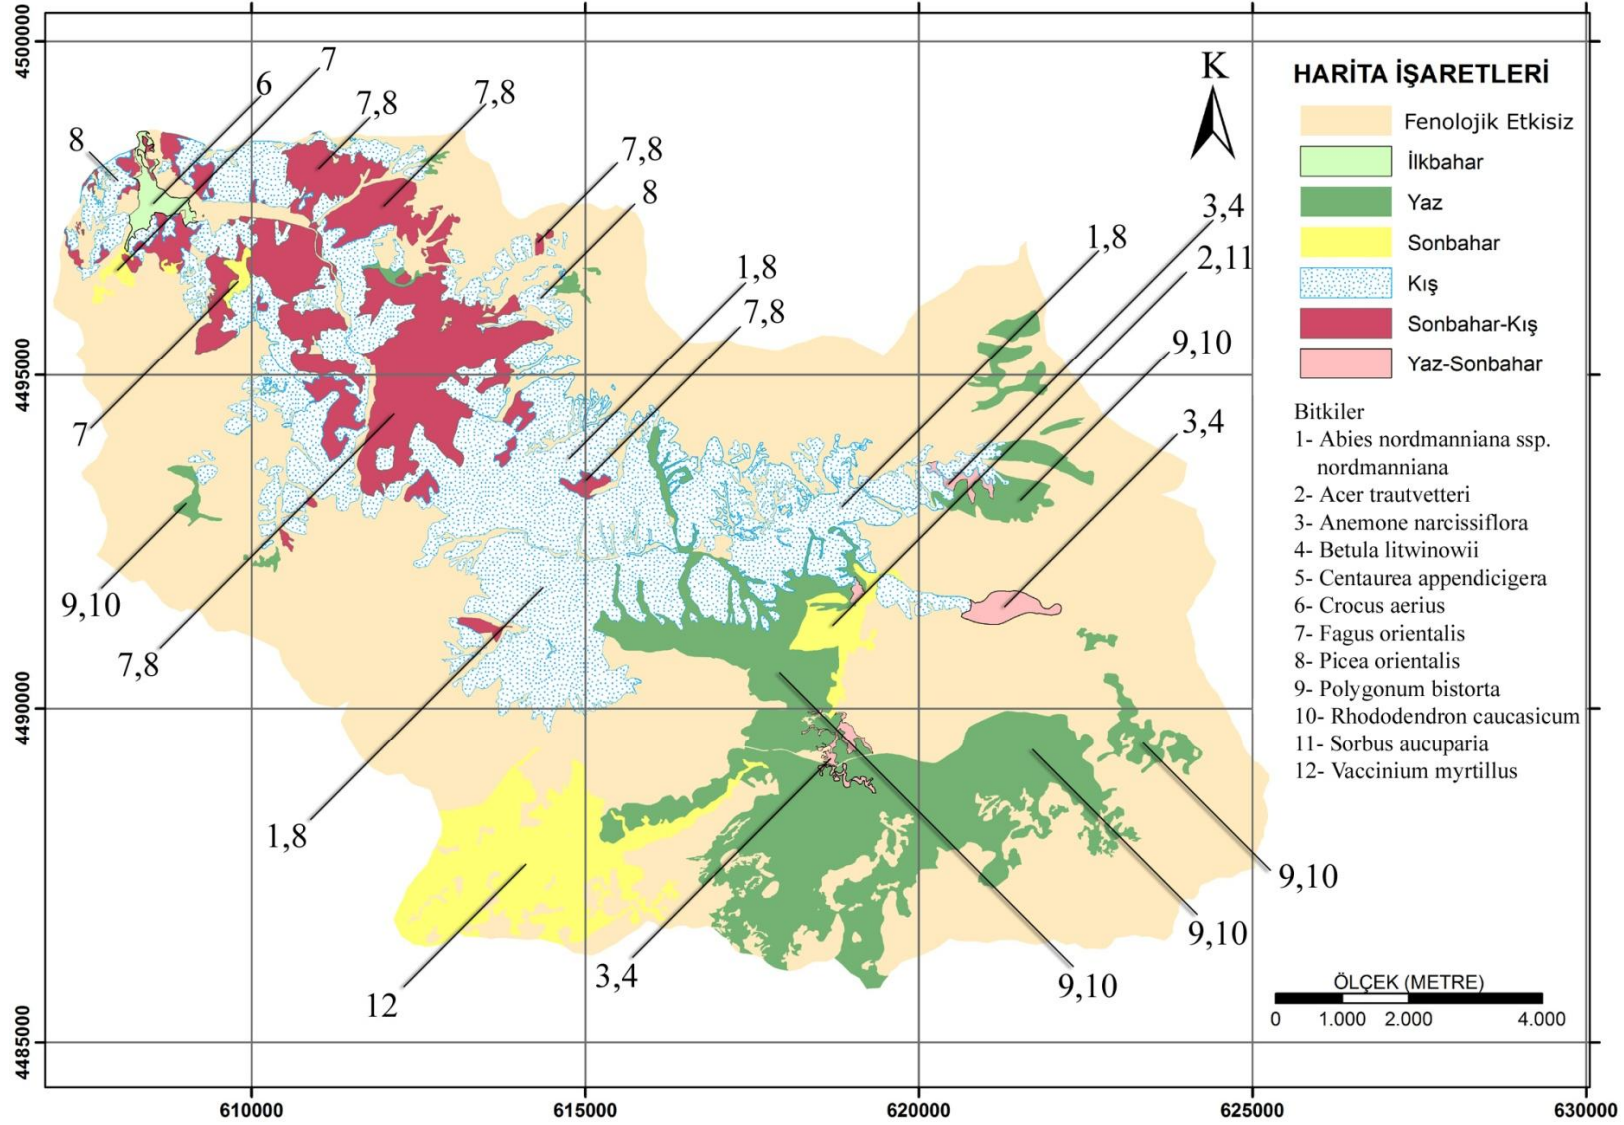 4500000
4495000
4490000
4485000
610000
615000
620000
625000
630000
8
6
7
7,8
7,8
7,8
8
1,8
7,8
1,8
3,4
2,11
9,10
3,4
7
9,10
7,8
1,8
12
3,4
9,10
9,10
9,10
K
HARİTA İŞARETLERİ
Fenolojik Etkisiz
İlkbahar
Yaz
Sonbahar
Kış
Sonbahar-Kış
Yaz-Sonbahar
Bitkiler
1- Abies nordmanniana ssp.
nordmanniana
2- Acer trautvetteri
3- Anemone narcissiflora
4- Betula litwinowii
5- Centaurea appendicigera
6- Crocus aerius
7- Fagus orientalis
8- Picea orientalis
9- Polygonum bistorta
10- Rhododendron caucasicum
11- Sorbus aucuparia
12- Vaccinium myrtillus
ÖLÇEK (METRE)
0 1.000 2.000 4.000